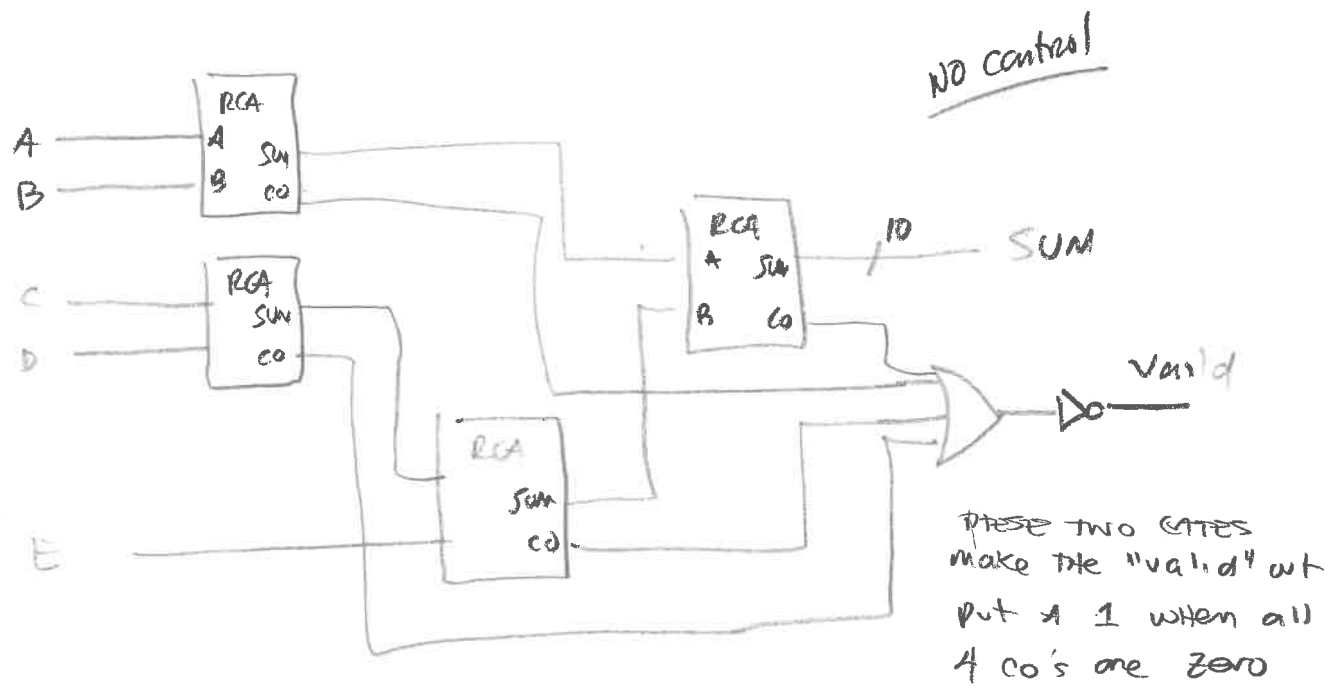 NO Control
RCA
A
A
SUM
B
B
CO
RCA
10
SUM
A
SUM
RCA
C
SUM
B
CO
D
CO
Valid
RCA
SUM
E
CO
THESE TWO GATES
make THE "valid" out
put A 1 when all
4 CO's are zero